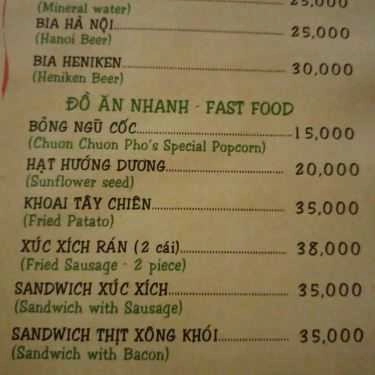 (Mineral water) 25,000
BIA HÀ NỘI 25,000
(Hanoi Beer)
BIA HENIKEN 30,000
(Heniken Beer)
ĐỒ ĂN NHANH - FAST FOOD
BỎNG NGŨ CỐC 15,000
(Chuon Chuon Pho's Special Popcorn)
HẠT HƯỚNG DƯƠNG 20,000
(Sunflower seed)
KHOAI TÂY CHIÊN 35,000
(Fried Patato)
XÚC XÍCH RÁN (2 cái) 38,000
(Fried Sausage - 2 piece)
SANDWICH XÚC XÍCH 35,000
(Sandwich with Sausage)
SANDWICH THỊT XÔNG KHÓI 35,000
(Sandwich with Bacon)